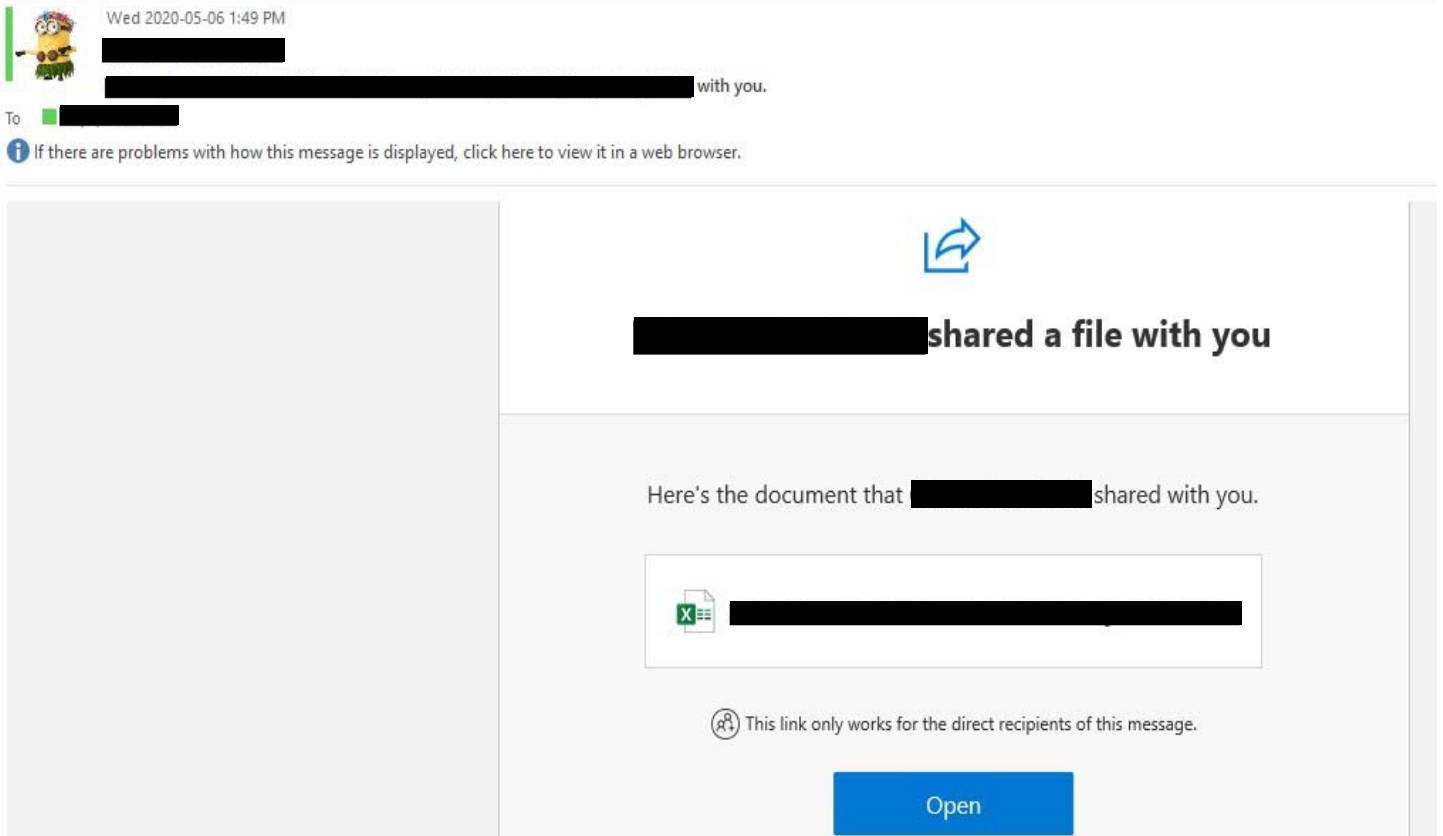 Wed 2020-05-06 1:49 PM
with you.
To
If there are problems with how this message is displayed, click here to view it in a web browser.
shared a file with you
Here's the document that
shared with you.
X
This link only works for the direct recipients of this message.
Open